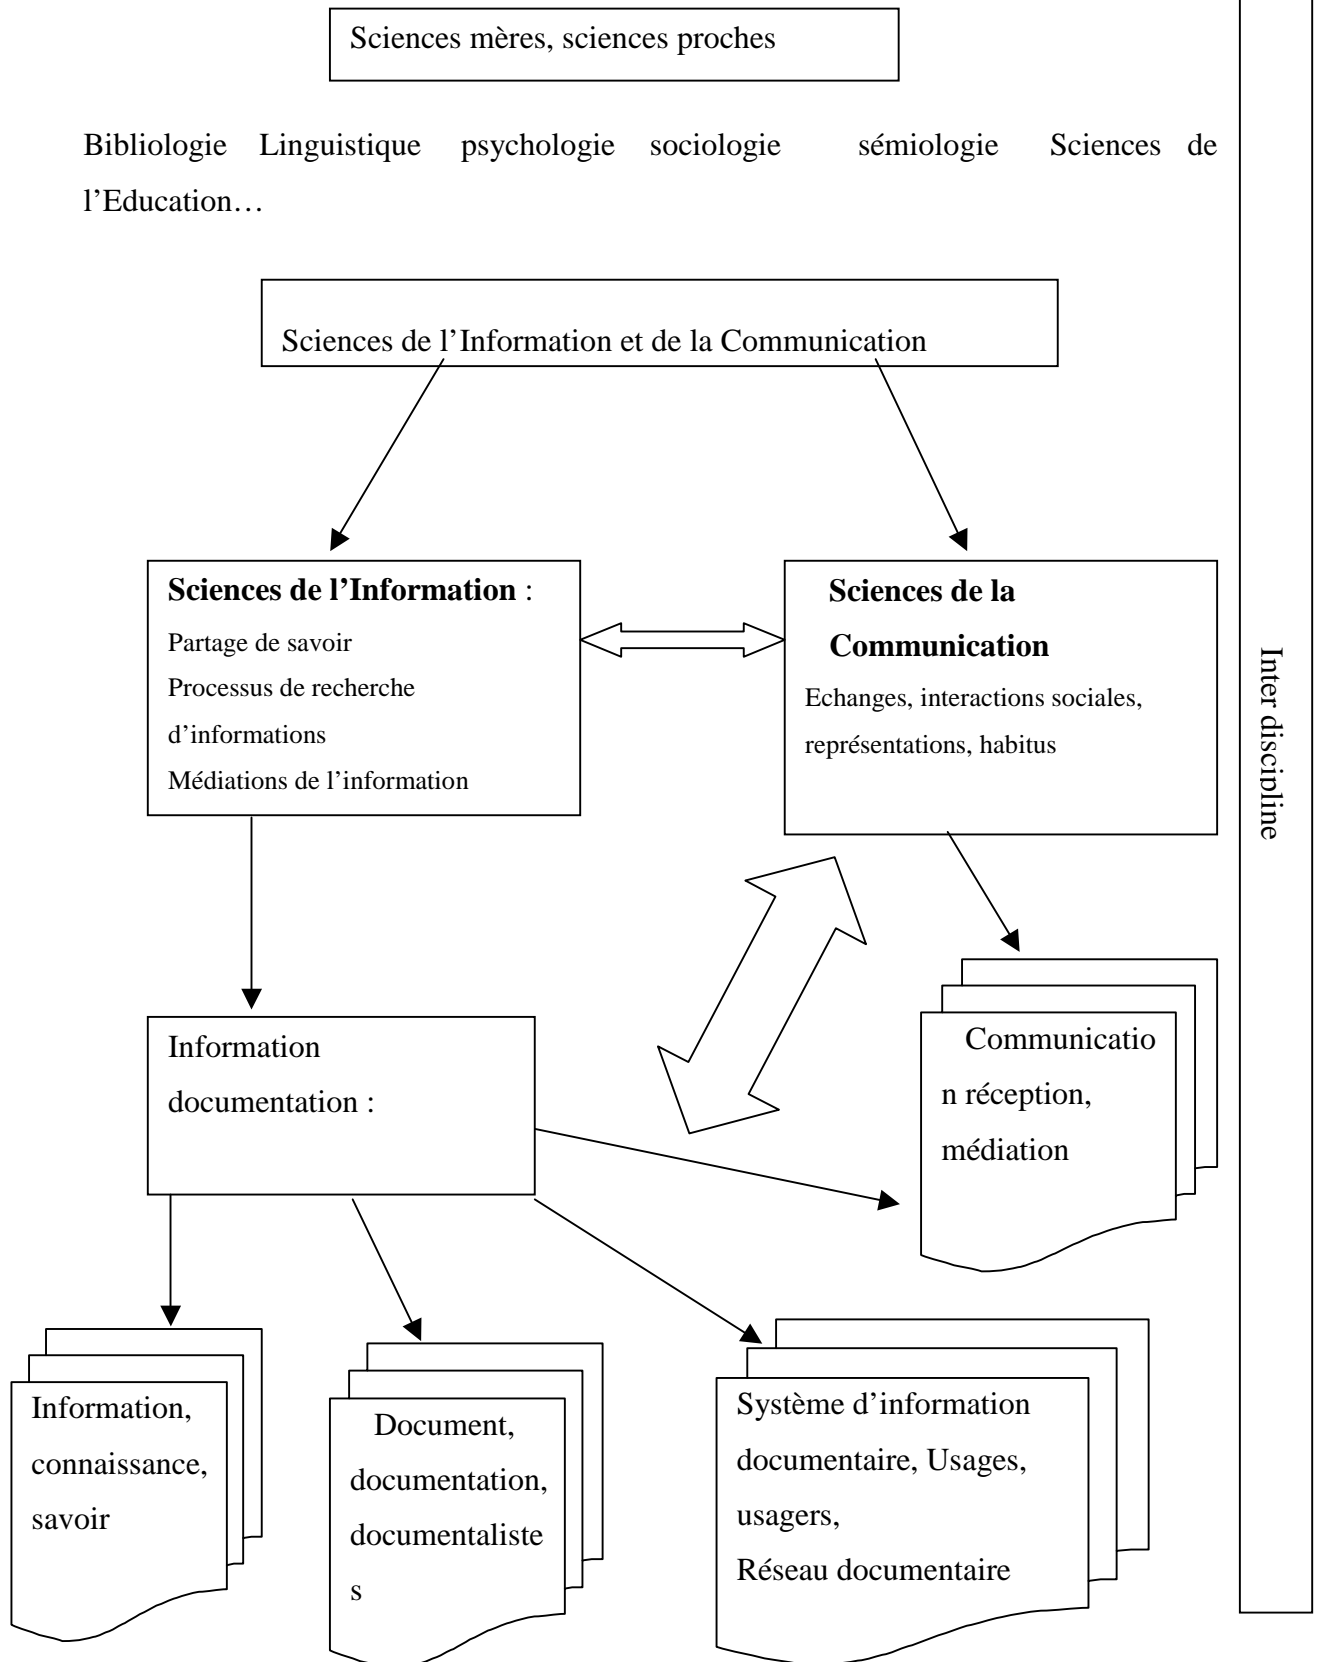 Sciences mères, sciences proches
Bibliologie Linguistique psychologie sociologie sémiologie Sciences de
l’Education…
Sciences de l’Information et de la Communication
Sciences de l’Information :
Partage de savoir
Processus de recherche
d’informations
Médiations de l’information
Sciences de la
Communication
Echanges, interactions sociales,
représentations, habitus
Inter discipline
Information
documentation :
Communicatio
n réception,
médiation
Information,
connaissance,
savoir
Document,
documentation,
documentaliste
s
Système d’information
documentaire, Usages,
usagers,
Réseau documentaire